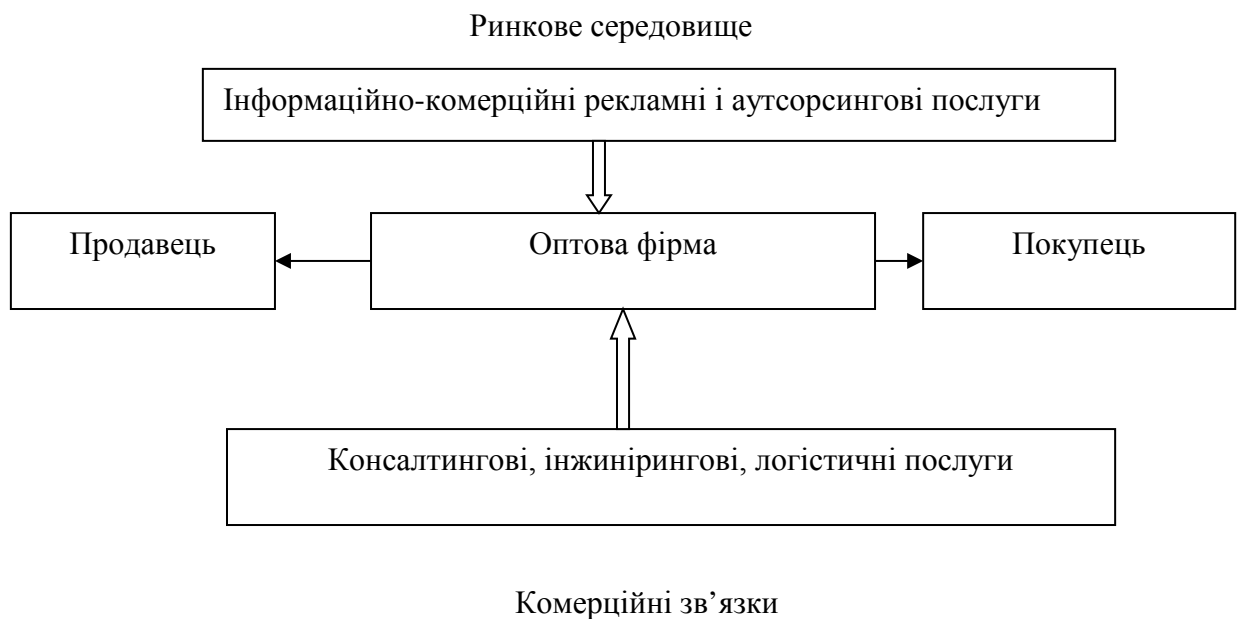 Ринкове середовище
Інформаційно-комерційні рекламні і аутсорсингові послуги
Продавець
Оптова фірма
Покупець
Консалтингові, інжинірингові, логістичні послуги
Комерційні зв’язки